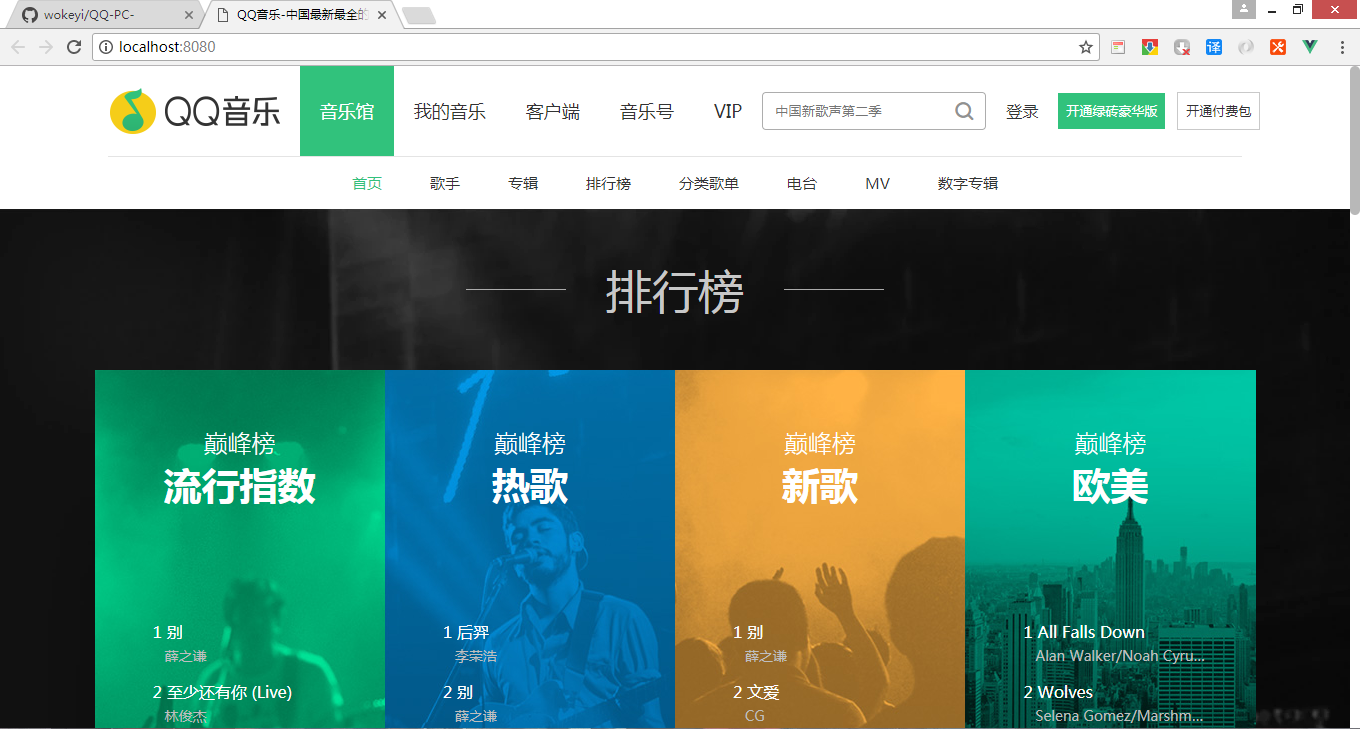 wokeyi/QQ-PC-
QQ音乐-中国最新最全的
localhost:8080
QQ音乐
音乐馆
我的音乐
客户端
音乐号
VIP
中国新歌声第二季
登录
开通绿砖豪华版
开通付费包
首页
歌手
专辑
排行榜
分类歌单
电台
MV
数字专辑
排行榜
巅峰榜
流行指数
1 别
薛之谦
2 至少还有你 (Live)
林俊杰
巅峰榜
热歌
1 后羿
李荣浩
2 别
薛之谦
巅峰榜
新歌
1 别
薛之谦
2 文爱
CG
巅峰榜
欧美
1 All Falls Down
Alan Walker/Noah Cyru...
2 Wolves
Selena Gomez/Marshm...
译